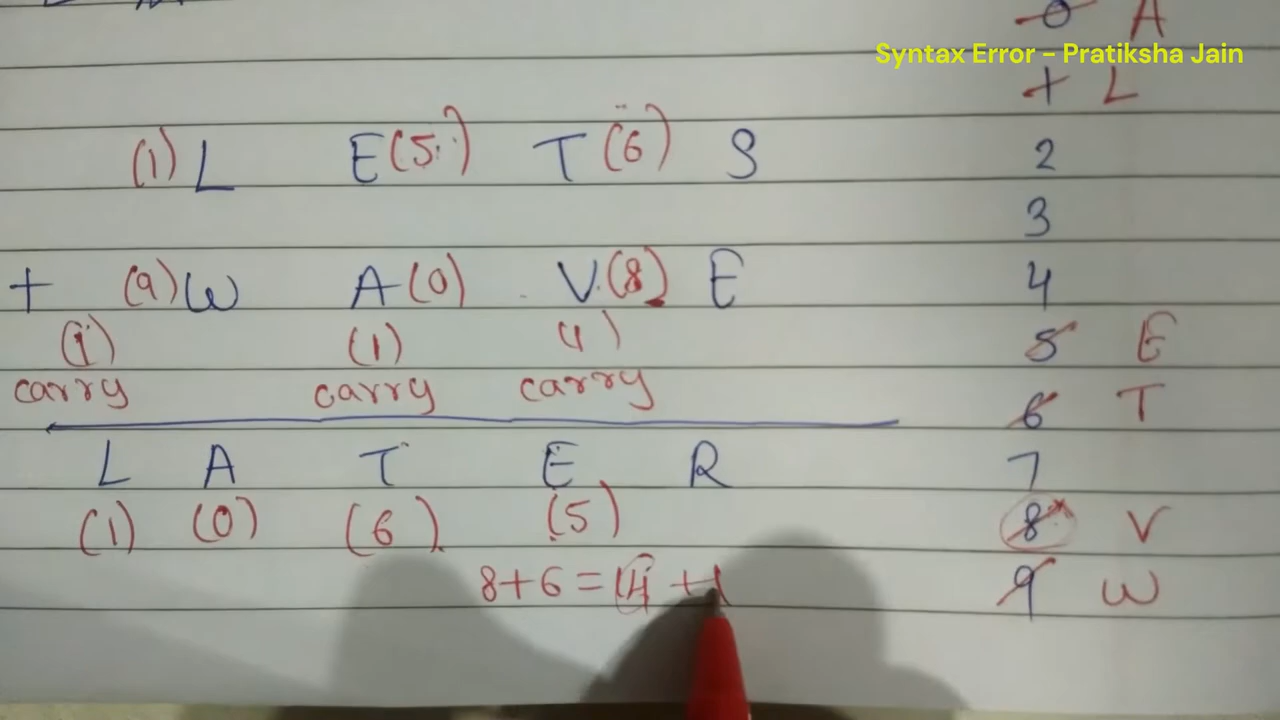 0 A
Syntax Error - Pratiksha Jain
1 L
(1) L E(5) T(6) S 2
3
+ (9)W A(0) V(8) E 4
(1) (1) (1) 5 E
carry carry carry 6 T
L A T E R 7
(1) (0) (6) (5) 8 V
8+6=14 +1 9 W